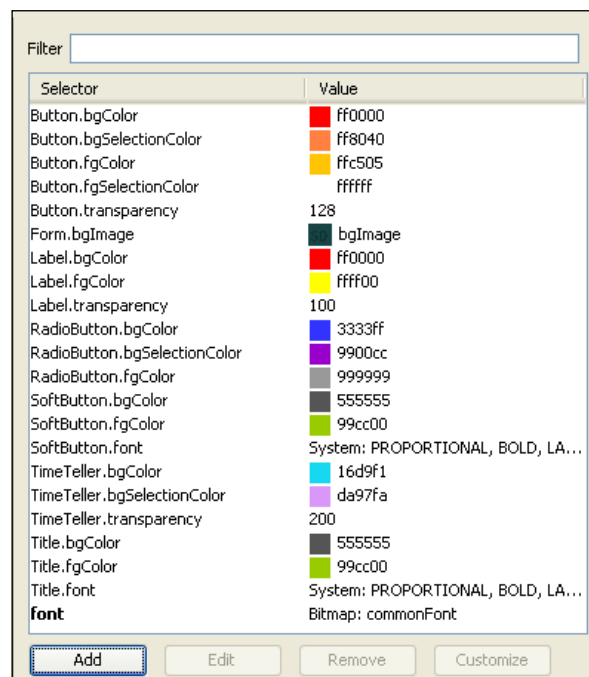 Filter
Selector Value
Button.bgColor ff0000
Button.bgSelectionColor ff8040
Button.fgColor ffc505
Button.fgSelectionColor ffffff
Button.transparency 128
Form.bgImage bgImage
Label.bgColor ff0000
Label.fgColor ffff00
Label.transparency 100
RadioButton.bgColor 3333ff
RadioButton.bgSelectionColor 9900cc
RadioButton.fgColor 999999
SoftButton.bgColor 555555
SoftButton.fgColor 99cc00
SoftButton.font System: PROPORTIONAL, BOLD, LA...
TimeTeller.bgColor 16d9f1
TimeTeller.bgSelectionColor da97fa
TimeTeller.transparency 200
Title.bgColor 555555
Title.fgColor 99cc00
Title.font System: PROPORTIONAL, BOLD, LA...
font Bitmap: commonFont
Add Edit Remove Customize